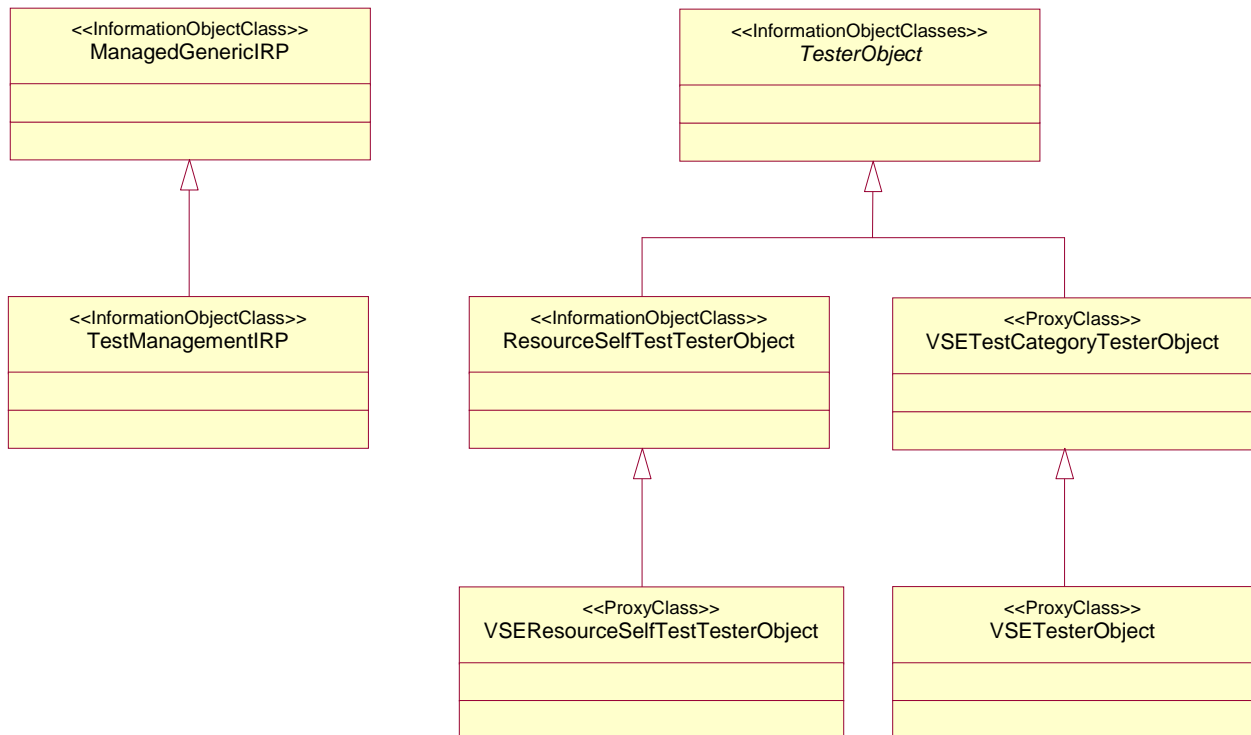 <<InformationObjectClass>>
ManagedGenericIRP
<<InformationObjectClasses>>
TesterObject
<<InformationObjectClass>>
TestManagementIRP
<<InformationObjectClass>>
ResourceSelfTestTesterObject
<<ProxyClass>>
VSETestCategoryTesterObject
<<ProxyClass>>
VSEResourceSelfTestTesterObject
<<ProxyClass>>
VSETesterObject